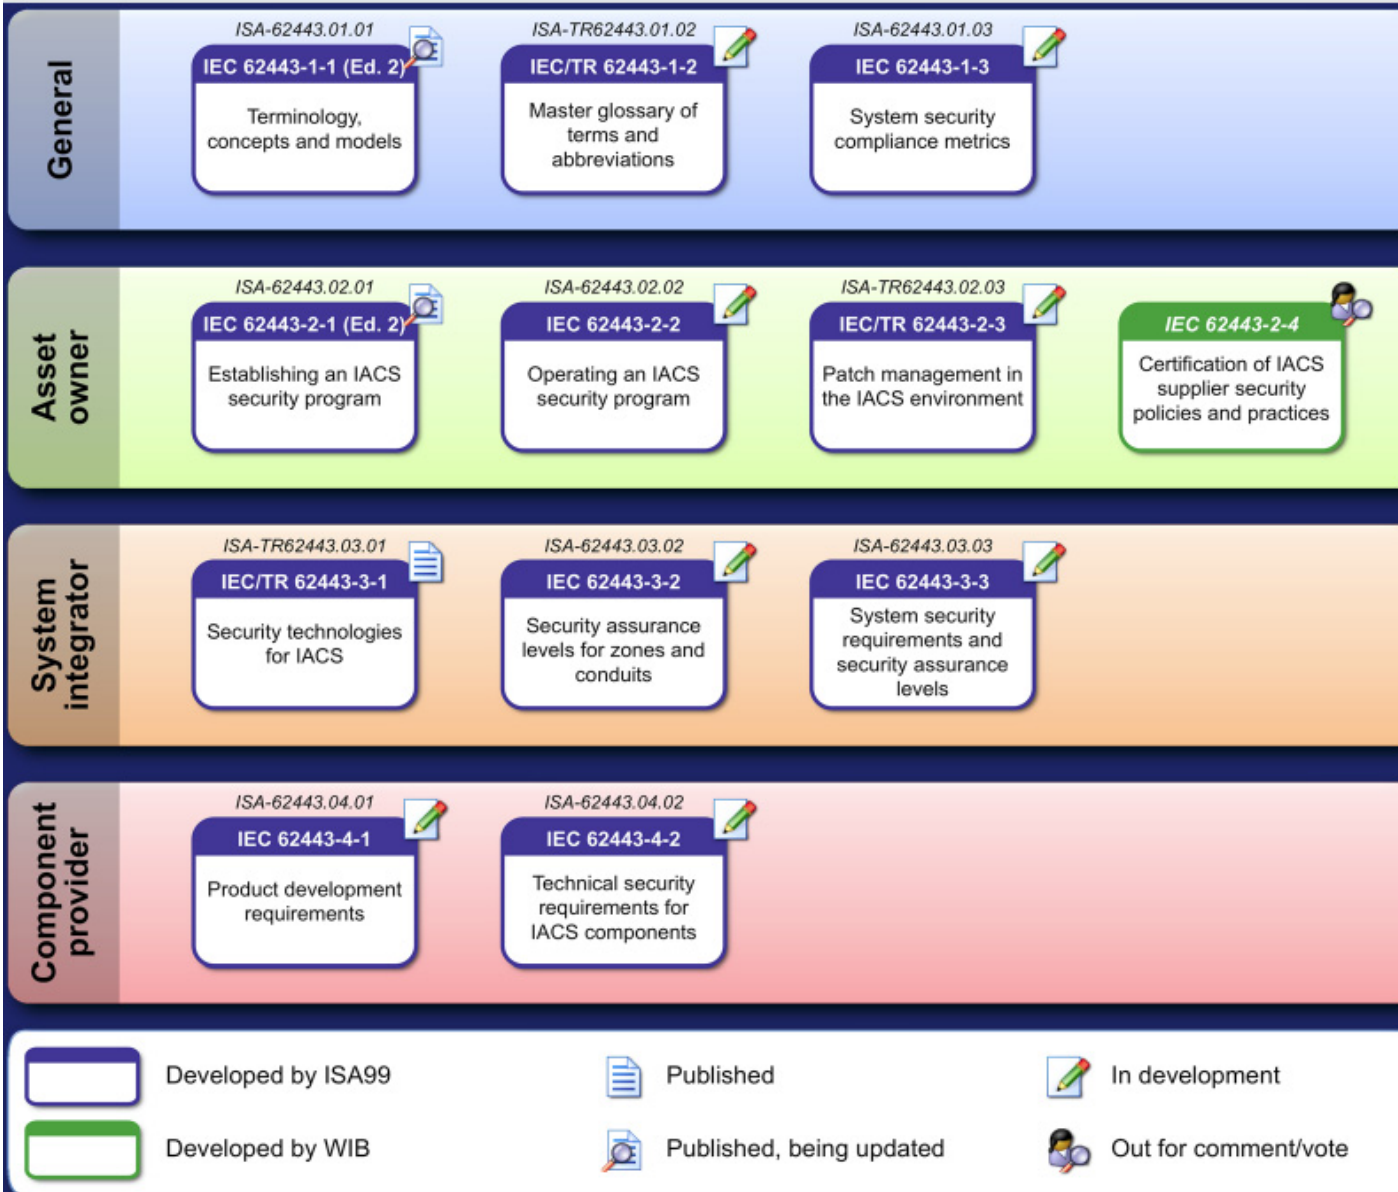 General
ISA-62443.01.01
IEC 62443-1-1 (Ed. 2)
Terminology,
concepts and models
ISA-TR62443.01.02
IEC/TR 62443-1-2
Master glossary of
terms and
abbreviations
ISA-62443.01.03
IEC 62443-1-3
System security
compliance metrics
Asset
owner
ISA-62443.02.01
IEC 62443-2-1 (Ed. 2)
Establishing an IACS
security program
ISA-62443.02.02
IEC 62443-2-2
Operating an IACS
security program
ISA-TR62443.02.03
IEC/TR 62443-2-3
Patch management in
the IACS environment
IEC 62443-2-4
Certification of IACS
supplier security
policies and practices
System
integrator
ISA-TR62443.03.01
IEC/TR 62443-3-1
Security technologies
for IACS
ISA-62443.03.02
IEC 62443-3-2
Security assurance
levels for zones and
conduits
ISA-62443.03.03
IEC 62443-3-3
System security
requirements and
security assurance
levels
Component
provider
ISA-62443.04.01
IEC 62443-4-1
Product development
requirements
ISA-62443.04.02
IEC 62443-4-2
Technical security
requirements for
IACS components
Developed by ISA99
Published
In development
Developed by WIB
Published, being updated
Out for comment/vote